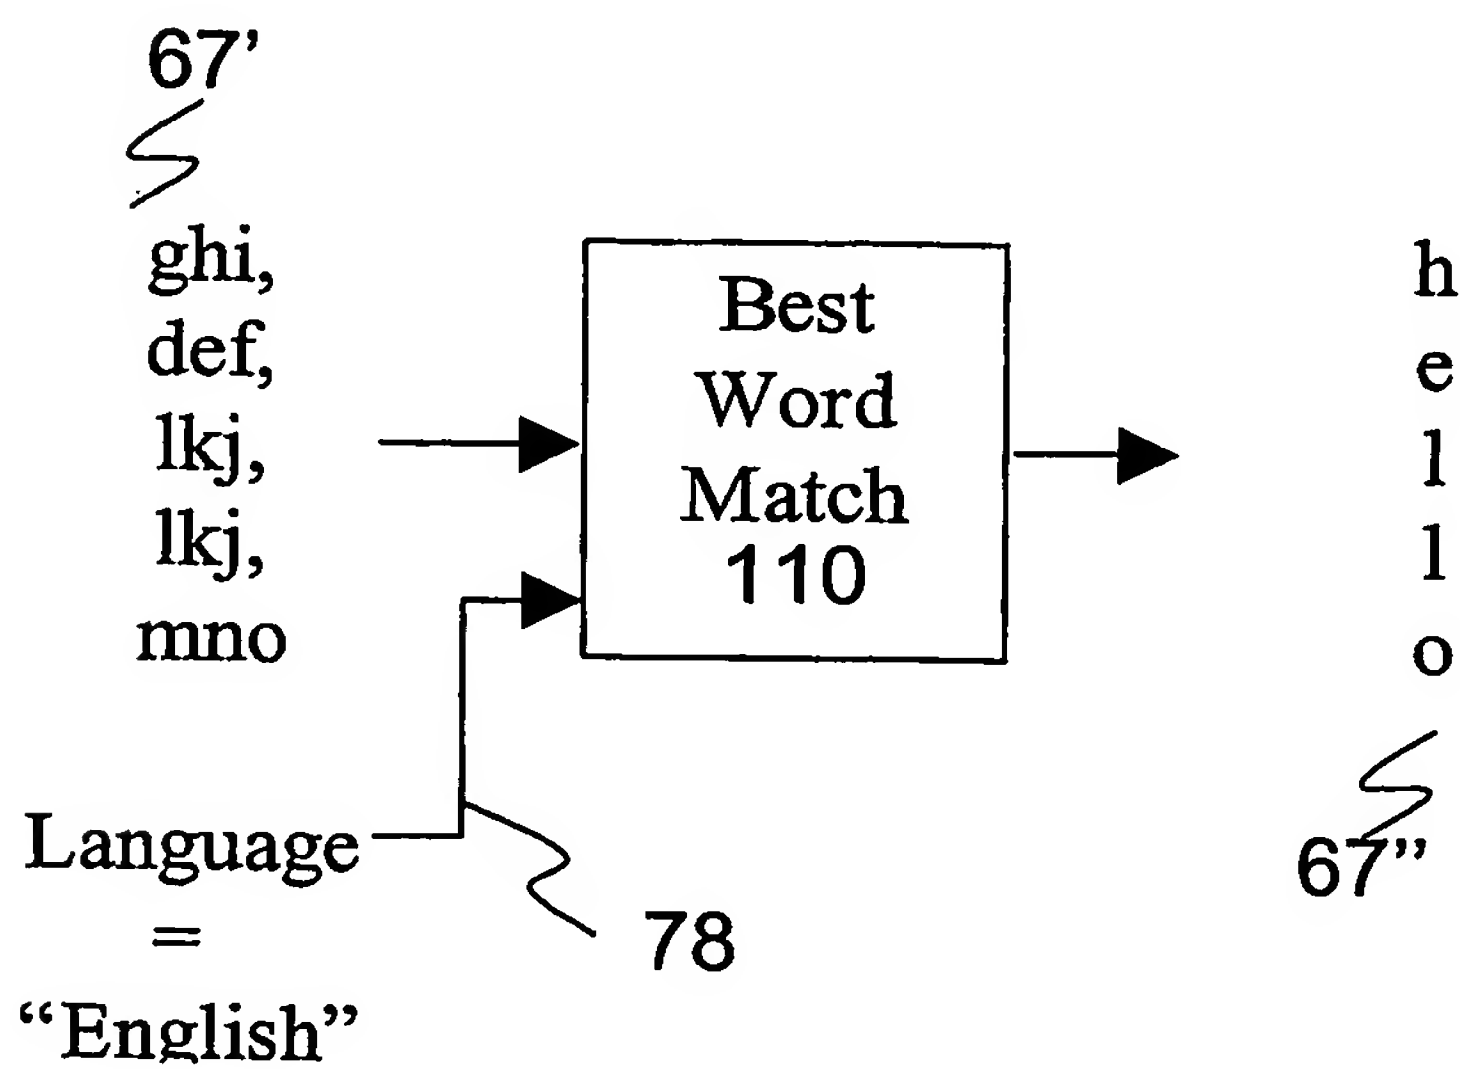 67’
ghi,
def,
lkj,
lkj,
mno
Language
=
“English”
78
Best
Word
Match
110
h
e
l
l
o
67”